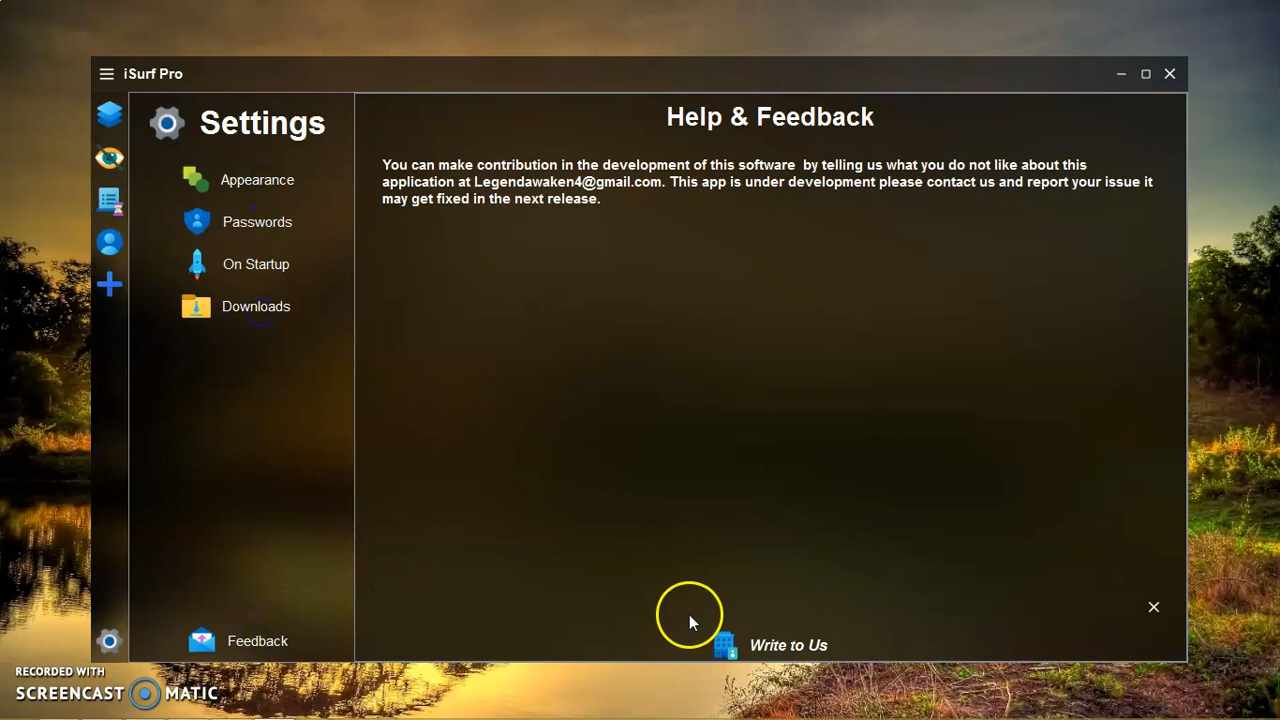 iSurf Pro
Settings
Appearance
Passwords
On Startup
Downloads
Feedback
Help & Feedback
You can make contribution in the development of this software by telling us what you do not like about this
application at Legendawaken4@gmail.com. This app is under development please contact us and report your issue it
may get fixed in the next release.
Write to Us
RECORDED WITH
SCREENCAST MATIC